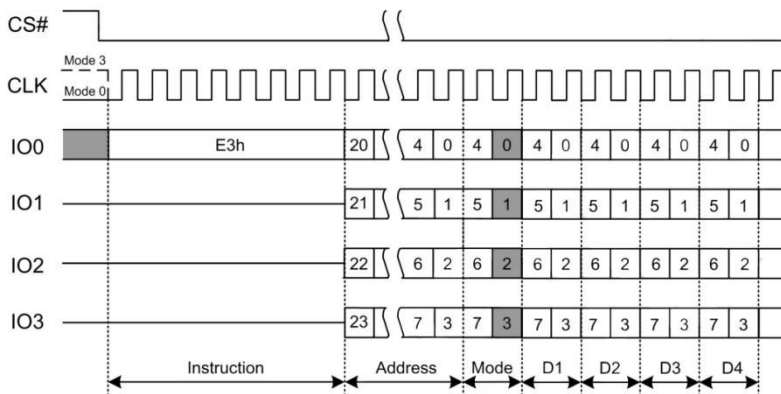 CS#
Mode 3
CLK
Mode 0
IO0 E3h 20 4 0 4 0 4 0 4 0 4 0 4 0
IO1 21 5 1 5 1 5 1 5 1 5 1 5 1
IO2 22 6 2 6 2 6 2 6 2 6 2 6 2
IO3 23 7 3 7 3 7 3 7 3 7 3 7 3
Instruction Address Mode D1 D2 D3 D4